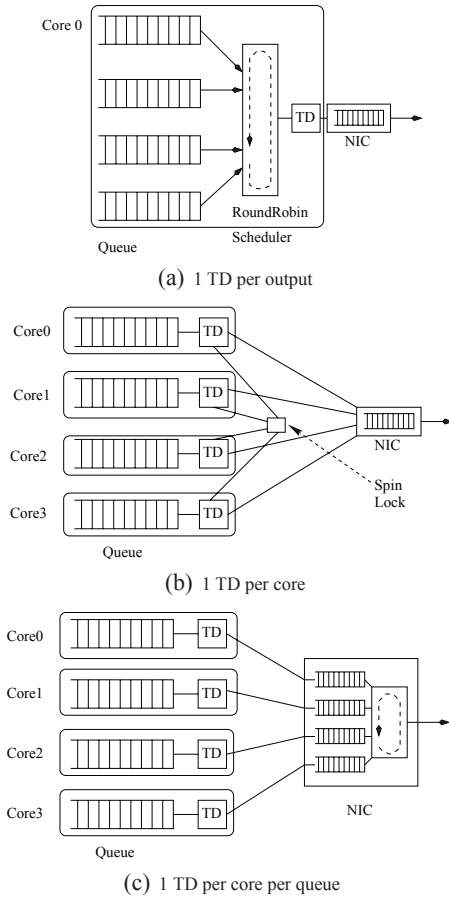 Core 0
TD
NIC
RoundRobin
Scheduler
Queue
(a) 1 TD per output
Core0
TD
Core1
TD
NIC
Core2
TD
Spin
Lock
Core3
TD
Queue
(b) 1 TD per core
Core0
TD
Core1
TD
Core2
TD
Core3
TD
NIC
Queue
(c) 1 TD per core per queue